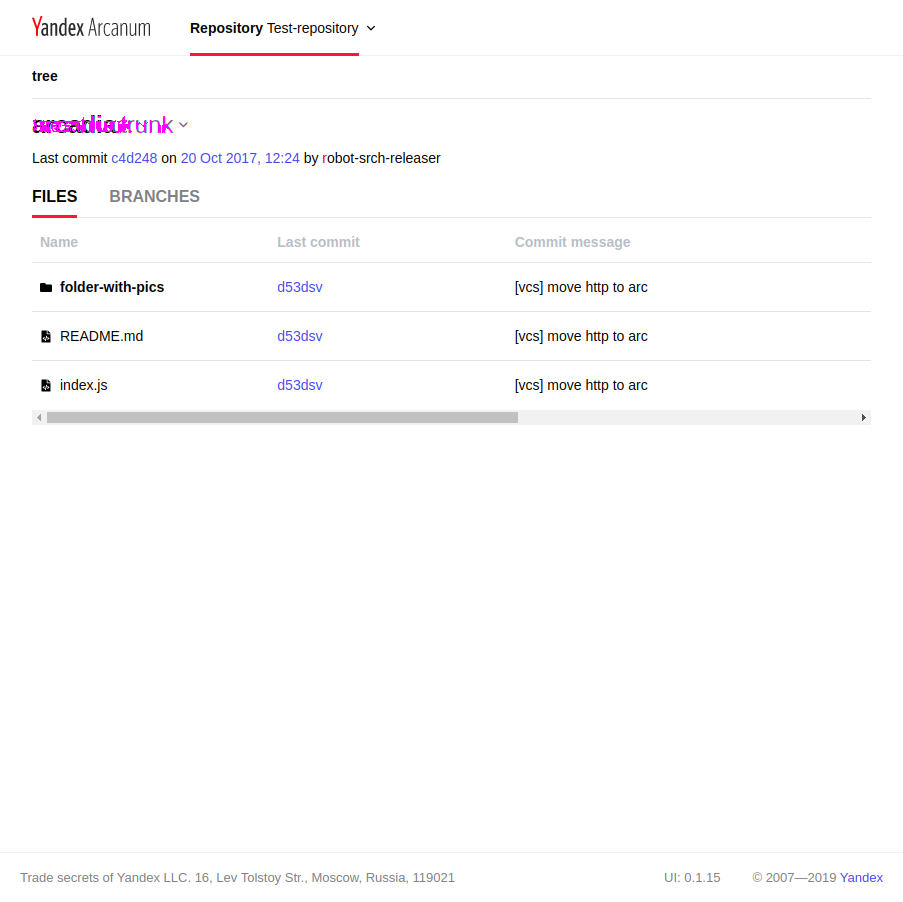 Yandex Arcanum
Repository Test-repository
tree
Last commit c4d248 on 20 Oct 2017, 12:24 by robot-srch-releaser
FILES BRANCHES
Name Last commit Commit message
folder-with-pics d53dsv [vcs] move http to arc
README.md d53dsv [vcs] move http to arc
index.js d53dsv [vcs] move http to arc
Trade secrets of Yandex LLC. 16, Lev Tolstoy Str., Moscow, Russia, 119021 UI: 0.1.15 © 2007—2019 Yandex